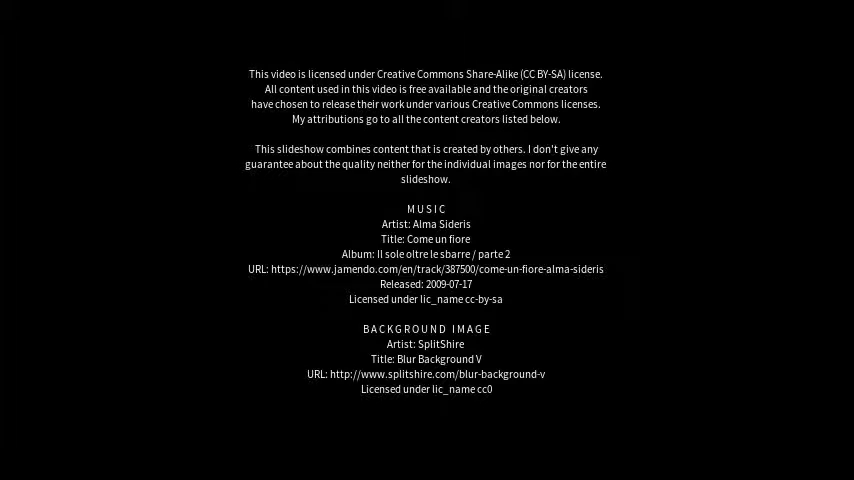 This video is licensed under Creative Commons Share-Alike (CC BY-SA) license.
All content used in this video is free available and the original creators
have chosen to release their work under various Creative Commons licenses.
My attributions go to all the content creators listed below.
This slideshow combines content that is created by others. I don't give any
guarantee about the quality neither for the individual images nor for the entire
slideshow.
MUSIC
Artist: Alma Sideris
Title: Come un fiore
Album: Il sole oltre le sbarre / parte 2
URL: https://www.jamendo.com/en/track/387500/come-un-fiore-alma-sideris
Released: 2009-07-17
Licensed under lic_name cc-by-sa
BACKGROUND IMAGE
Artist: SplitShire
Title: Blur Background V
URL: http://www.splitshire.com/blur-background-v
Licensed under lic_name cc0